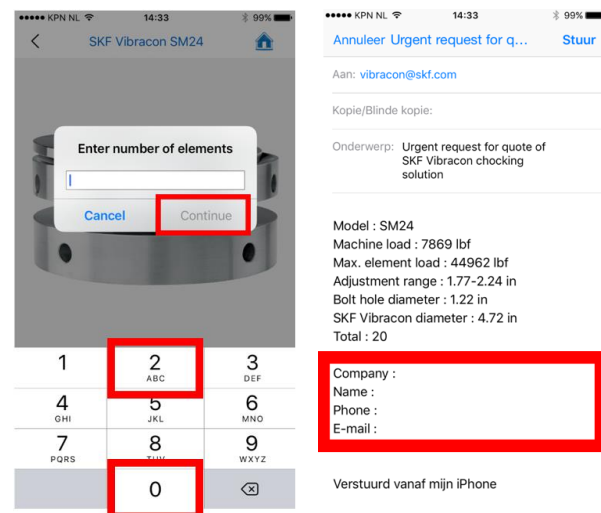 KPN NL 14:33 99%
SKF Vibracon SM24
Enter number of elements
Cancel Continue
1 2 3
ABC DEF
4 5 6
GHI JKL MNO
7 8 9
PQRS TUV WXYZ
0
KPN NL 14:33 99%
Annuleer Urgent request for q... Stuur
Aan: vibracon@skf.com
Kopie/Blinde kopie:
Onderwerp: Urgent request for quote of
SKF Vibracon chocking
solution
Model : SM24
Machine load : 7869 lbf
Max. element load : 44962 lbf
Adjustment range : 1.77-2.24 in
Bolt hole diameter : 1.22 in
SKF Vibracon diameter : 4.72 in
Total : 20
Company :
Name :
Phone :
E-mail :
Verstuurd vanaf mijn iPhone